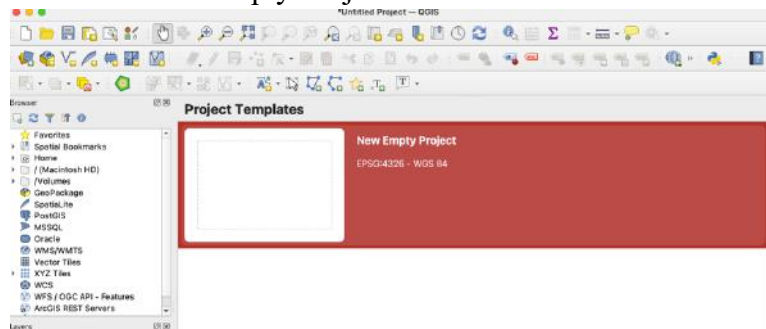 *Untitled Project — QGIS
Browser
Project Templates
New Empty Project
EPSG:4326 - WGS 84
Favorites
Spatial Bookmarks
Home
/ (Macintosh HD)
/Volumes
GeoPackage
SpatiaLite
PostGIS
MSSQL
Oracle
WMS/WMTS
Vector Tiles
XYZ Tiles
WCS
WFS / OGC API - Features
ArcGIS REST Servers
Layers